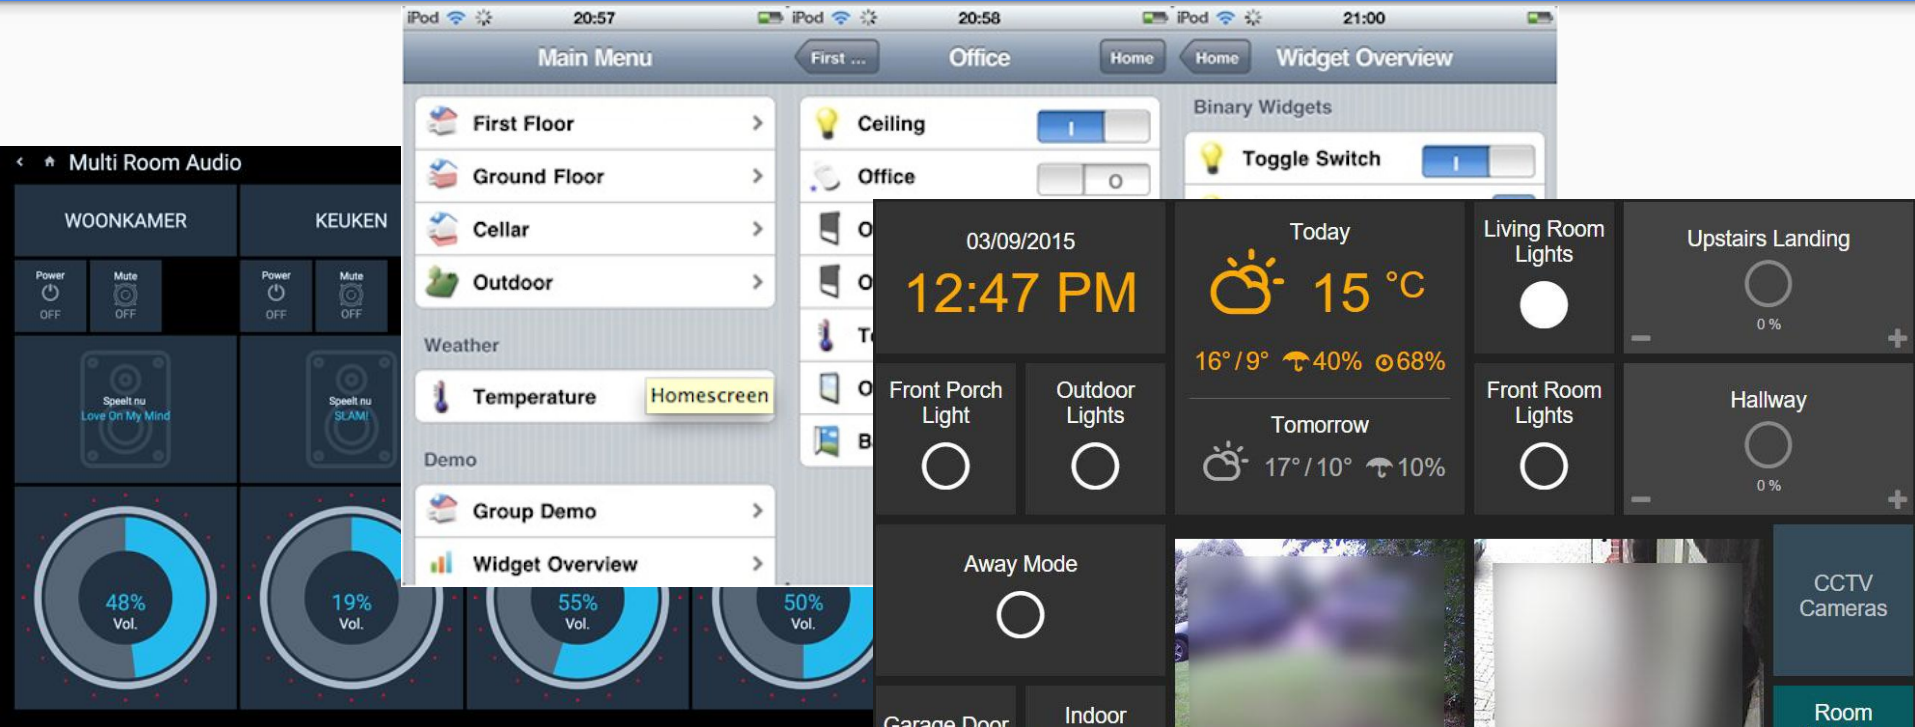 iPod
20:57
Main Menu
First Floor
Ground Floor
Cellar
Outdoor
Weather
Temperature
Homescreen
Demo
Group Demo
Widget Overview
iPod
20:58
First ...
Office
Home
Ceiling
I
Office
O
O
O
T
O
B
iPod
21:00
Home
Widget Overview
Binary Widgets
Toggle Switch
I
Multi Room Audio
WOONKAMER
KEUKEN
Power
OFF
Mute
OFF
Power
OFF
Mute
OFF
Speelt nu
Love On My Mind
Speelt nu
SLAM!
48%
Vol.
19%
Vol.
55%
Vol.
50%
Vol.
03/09/2015
12:47 PM
Today
15 °C
16°/9° 40% 68%
Tomorrow
17°/10° 10%
Living Room
Lights
Upstairs Landing
0 %
Front Porch
Light
Outdoor
Lights
Front Room
Lights
Hallway
0 %
Away Mode
CCTV
Cameras
Garage Door
Indoor
Room